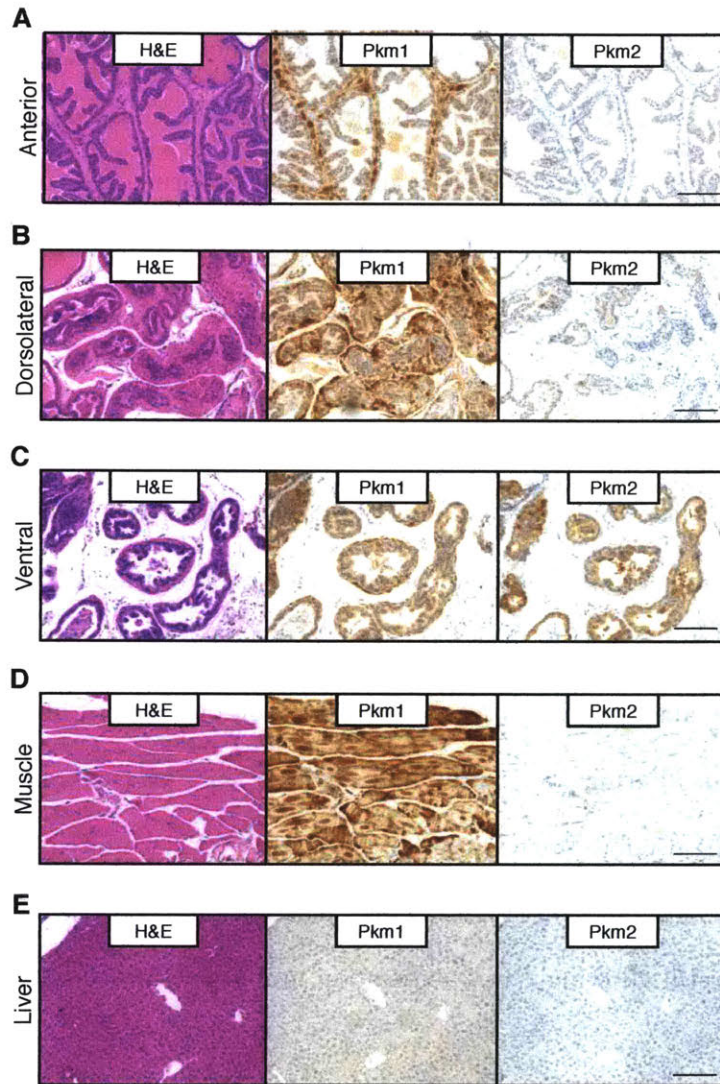 A
H&E
Pkm1
Pkm2
Anterior
B
H&E
Pkm1
Pkm2
Dorsolateral
C
H&E
Pkm1
Pkm2
Ventral
D
H&E
Pkm1
Pkm2
Muscle
E
H&E
Pkm1
Pkm2
Liver